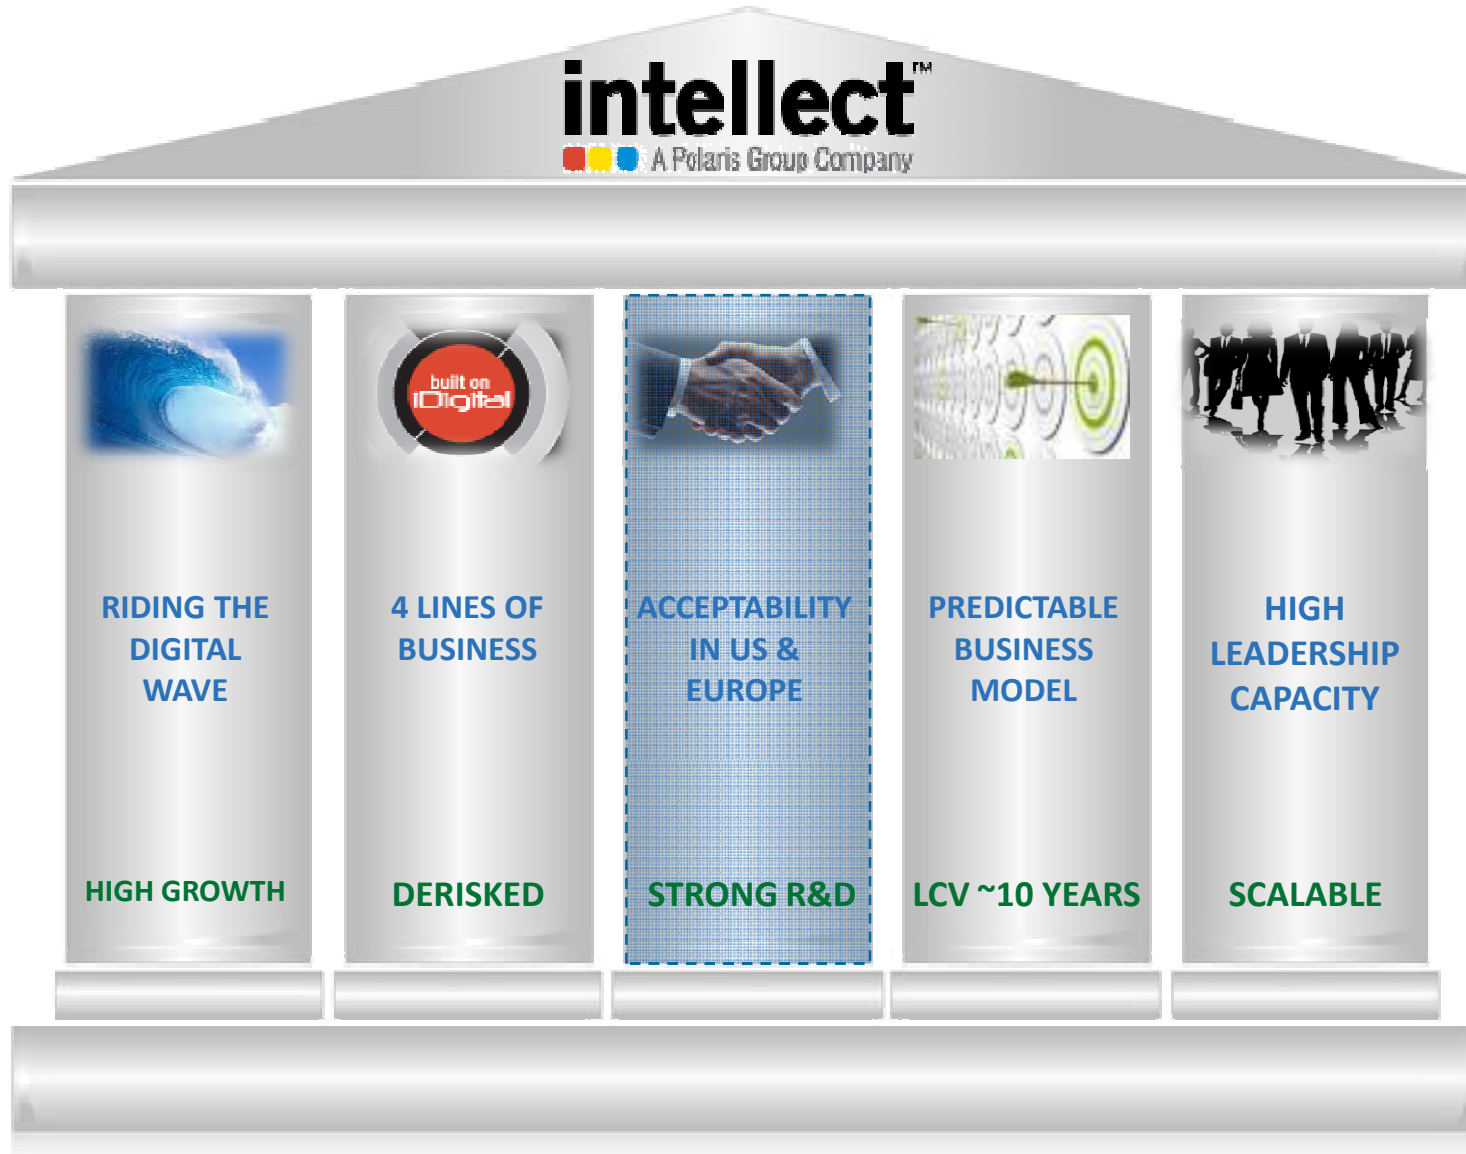 intellect™
A Polaris Group Company
built on
iDigital
RIDING THE
DIGITAL
WAVE
HIGH GROWTH
4 LINES OF
BUSINESS
DERISKED
ACCEPTABILITY
IN US &
EUROPE
STRONG R&D
PREDICTABLE
BUSINESS
MODEL
LCV ~10 YEARS
HIGH
LEADERSHIP
CAPACITY
SCALABLE